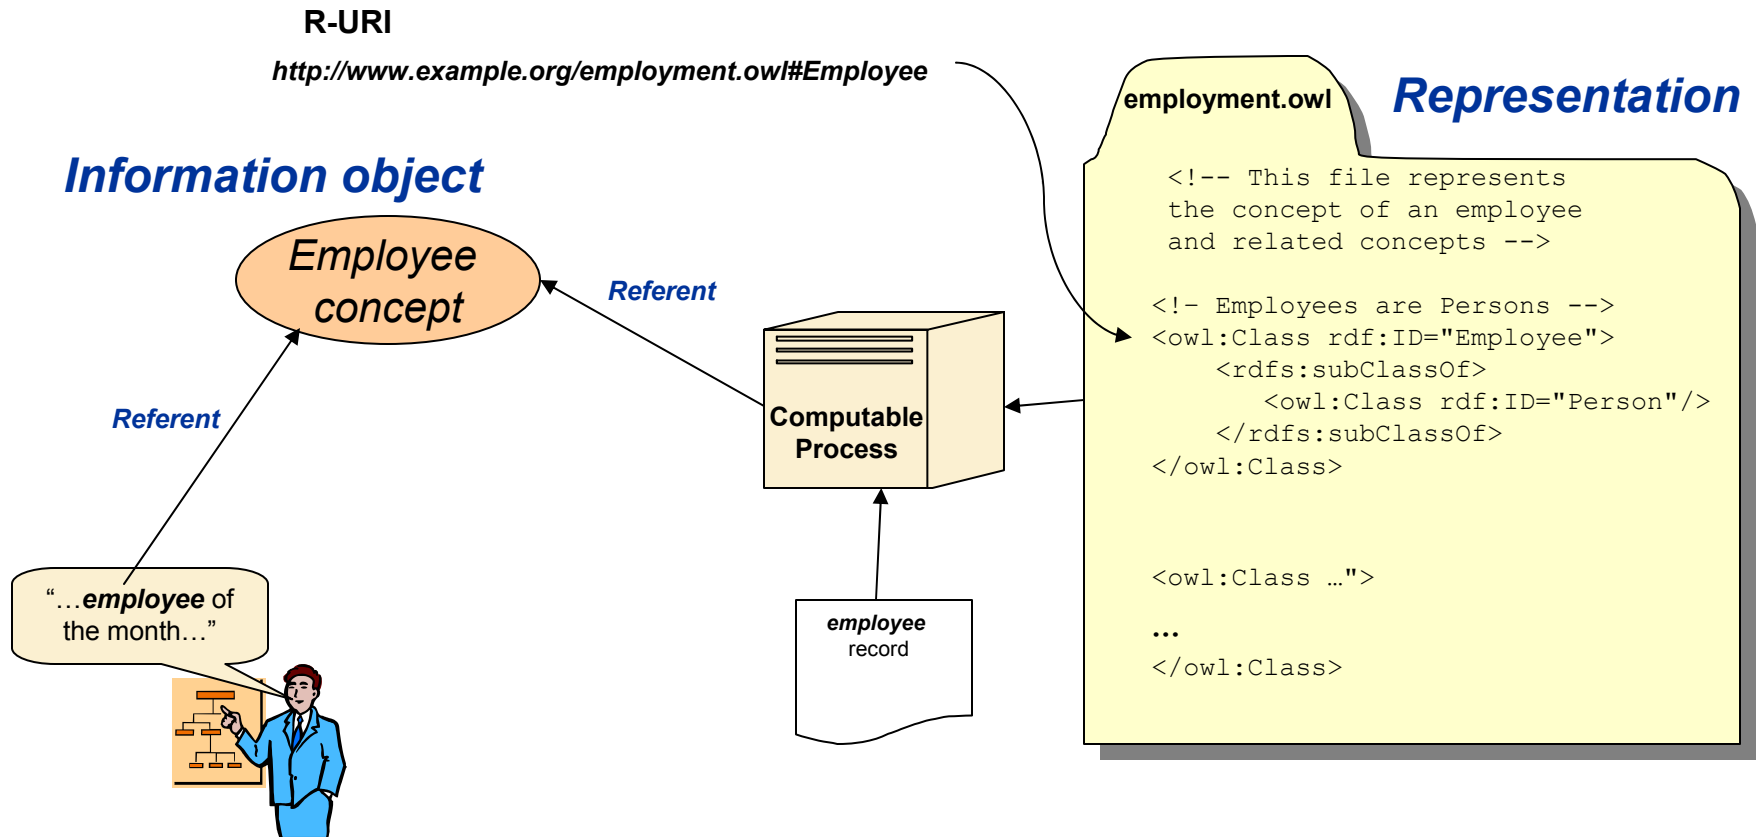 R-URI
http://www.example.org/employment.owl#Employee
Information object
Employee
concept
Referent
Referent
Computable
Process
“…employee of
the month…”
employee
record
Representation
employment.owl
<!-- This file represents
the concept of an employee
and related concepts -->
<!– Employees are Persons -->
<owl:Class rdf:ID="Employee">
<rdfs:subClassOf>
<owl:Class rdf:ID="Person"/>
</rdfs:subClassOf>
</owl:Class>
<owl:Class …">
…
</owl:Class>